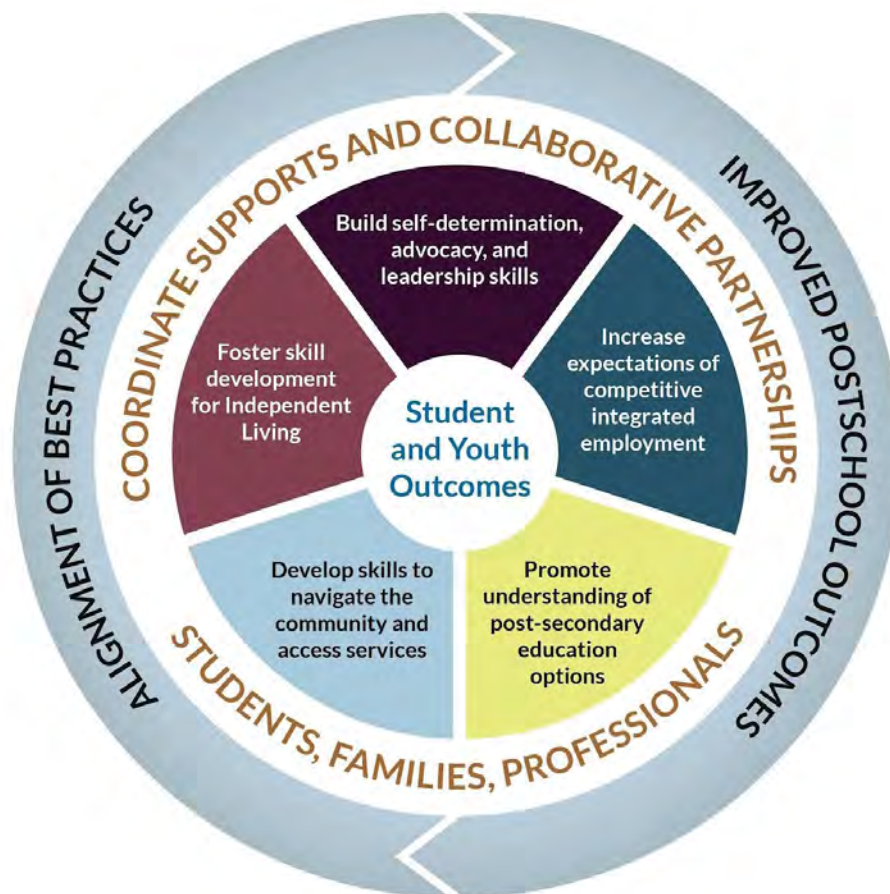 ALIGNMENT OF BEST PRACTICES
IMPROVED POSTSCHOOL OUTCOMES
COORDINATE SUPPORTS AND COLLABORATIVE PARTNERSHIPS
Build self-determination,
advocacy, and
leadership skills
Foster skill
development
for Independent
Living
Increase
expectations of
competitive
integrated
employment
Student
and Youth
Outcomes
Develop skills to
navigate the
community and
access services
Promote
understanding of
post-secondary
education
options
STUDENTS, FAMILIES, PROFESSIONALS